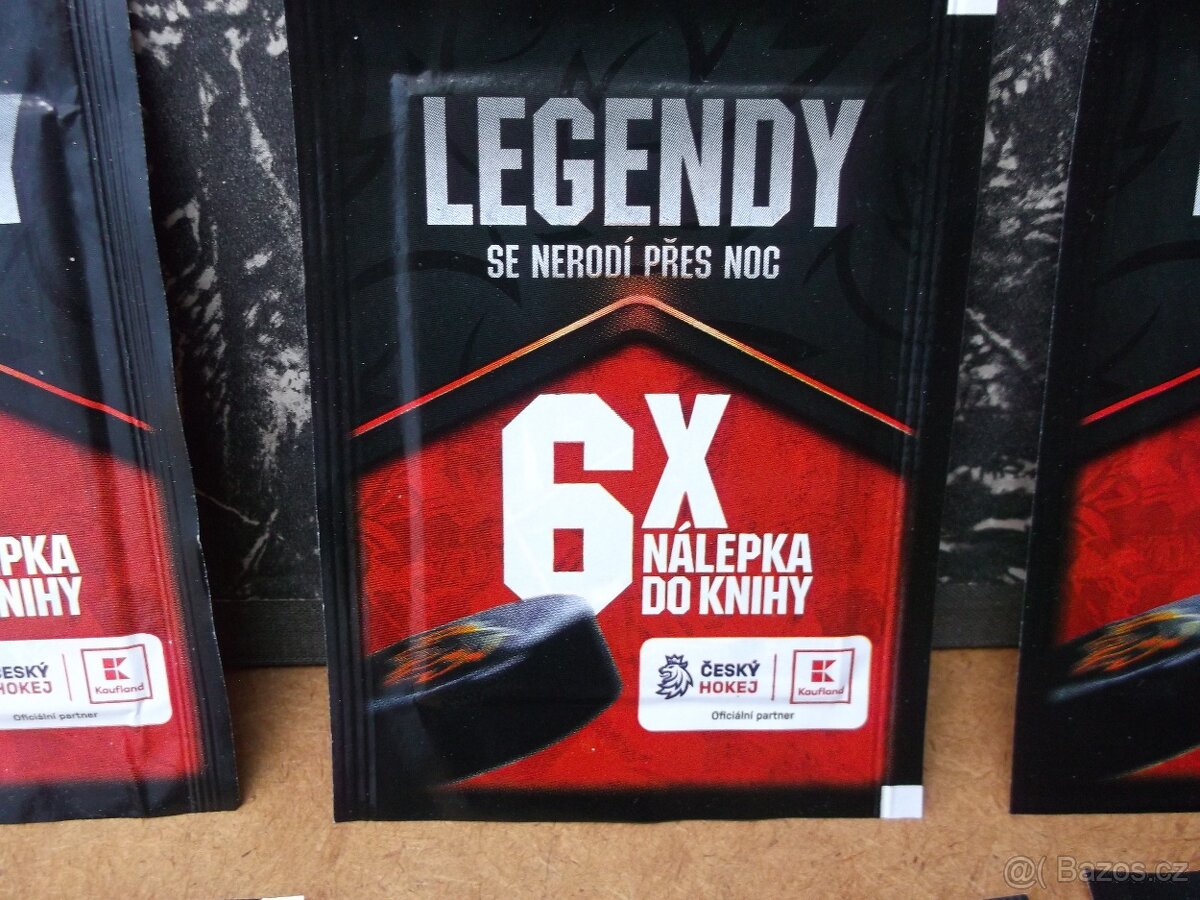 LEGENDY
SE NERODÍ PŘES NOC
6X
NÁLEPKA
DO KNIHY
ČESKÝ
HOKEJ
Kaufland
Oficiální partner
Y
PKA
NIHY
ČESKÝ
HOKEJ
Kaufland
Oficiální partner
@( Bazos.cz